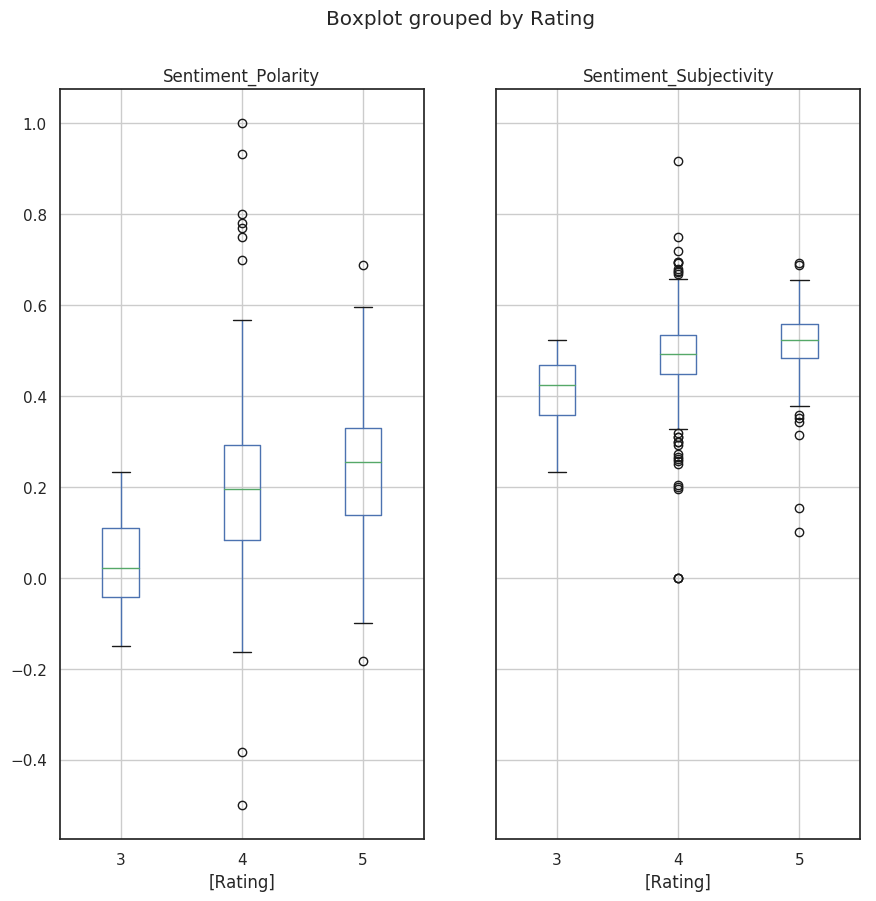 Boxplot grouped by Rating
Sentiment_Polarity
Sentiment_Subjectivity
1.0
0.8
0.6
0.4
0.2
0.0
−0.2
−0.4
3 4 5
[Rating]
3 4 5
[Rating]